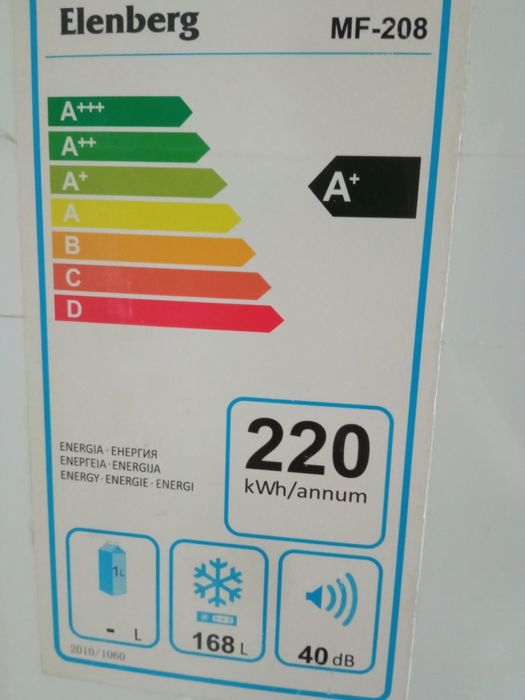 Elenberg MF-208
A+++
A++
A+
A+
A
B
C
D
ENERGIA · ЕНЕРГИЯ
ΕΝΕΡΓΕΙΑ · ENERGIJA
ENERGY · ENERGIE · ENERGI
220
kWh/annum
1L
- L
168 L
40 dB
2010/1060